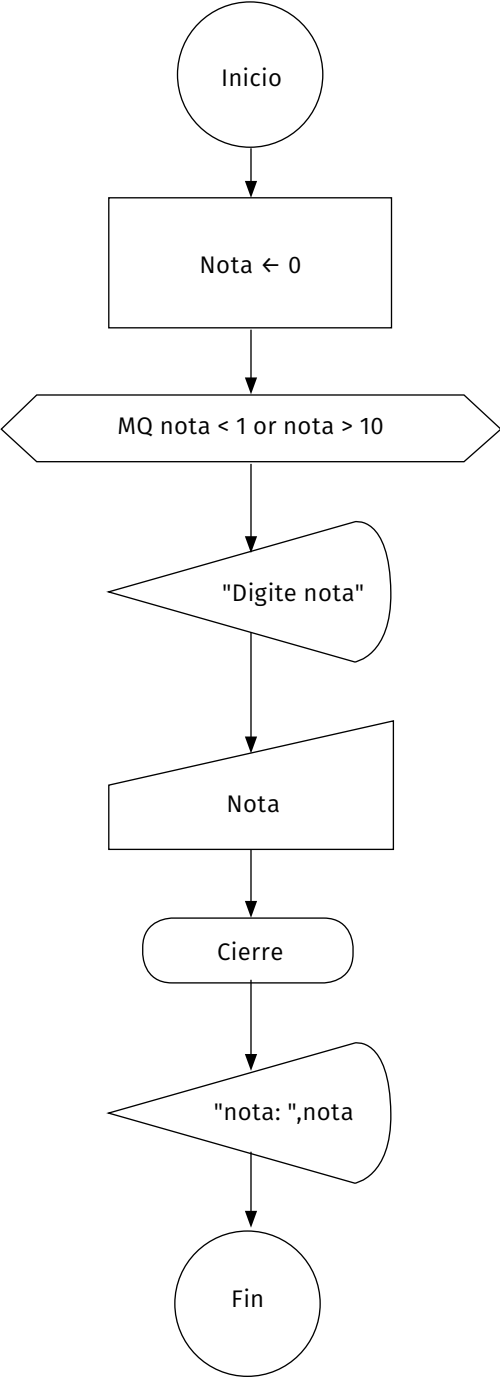 Inicio
Nota ← 0
MQ nota < 1 or nota > 10
"Digite nota"
Nota
Cierre
"nota: ",nota
Fin